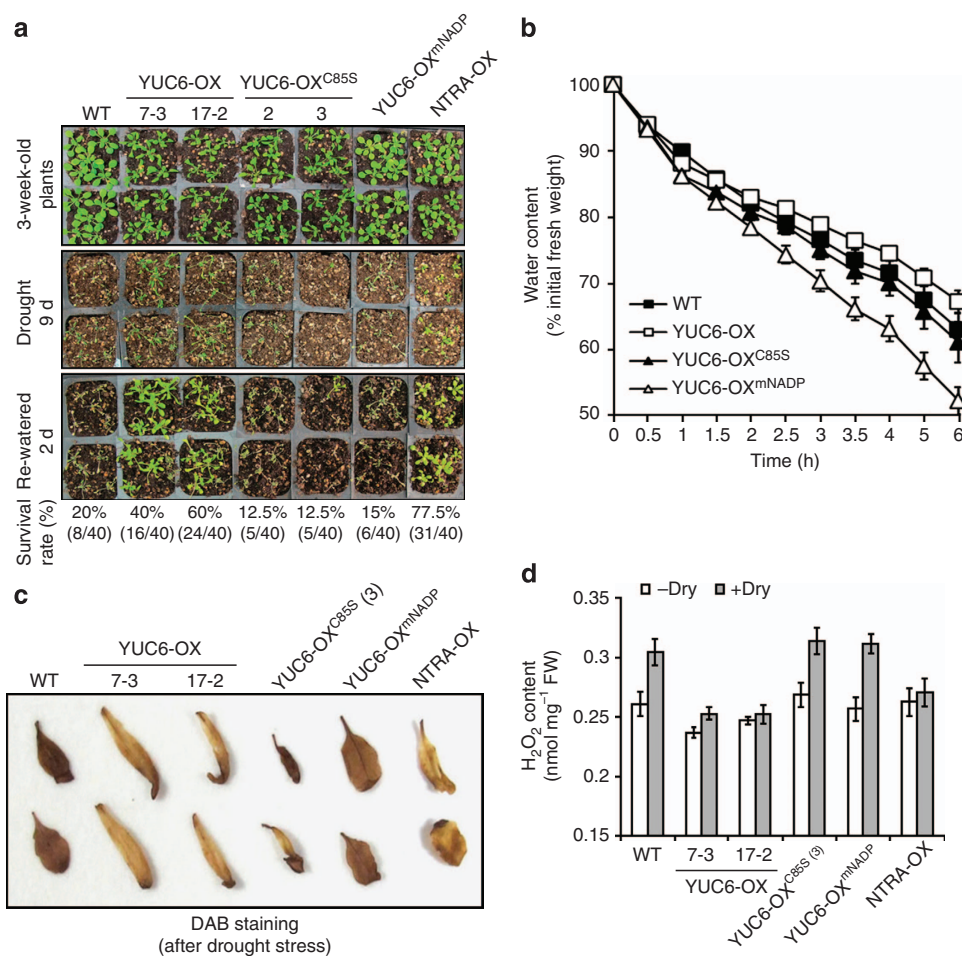 a
WT
YUC6-OX
7-3 17-2
YUC6-OX^C85S
2 3
YUC6-OX^mNADP
NTRA-OX
3-week-old
plants
Drought
9 d
Re-watered
2 d
Survival
rate (%)
20% 40% 60% 12.5% 12.5% 15% 77.5%
(8/40) (16/40) (24/40) (5/40) (5/40) (6/40) (31/40)
b
Water content
(% initial fresh weight)
100
90
80
70
60
50
WT
YUC6-OX
YUC6-OX^C85S
YUC6-OX^mNADP
0 0.5 1 1.5 2 2.5 3 3.5 4 5 6
Time (h)
c
WT
YUC6-OX
7-3 17-2
YUC6-OX^C85S (3)
YUC6-OX^mNADP
NTRA-OX
DAB staining
(after drought stress)
d
–Dry +Dry
H₂O₂ content
(nmol mg⁻¹ FW)
0.35
0.3
0.25
0.2
0.15
WT
7-3 17-2
YUC6-OX
YUC6-OX^C85S (3)
YUC6-OX^mNADP
NTRA-OX